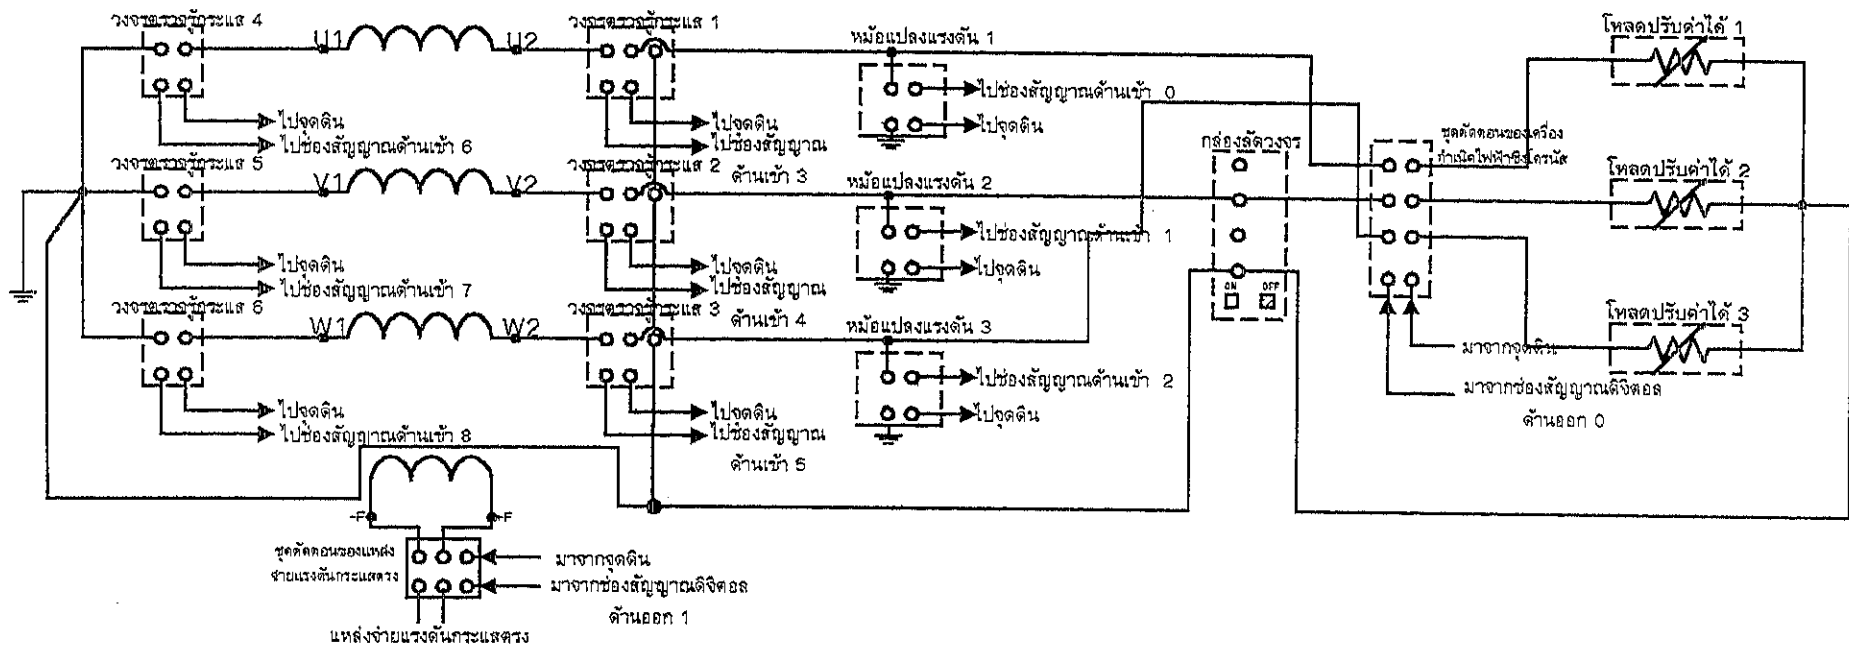 วงจรตรวจรู้กระแส 4
วงจรตรวจรู้กระแส 1
โหลดปรับค่าได้ 1
U1
U2
หม้อแปลงแรงดัน 1
ไปช่องสัญญาณด้านเข้า 0
ไปจุดดิน
ไปจุดดิน
ไปช่องสัญญาณด้านเข้า 6
ไปจุดดิน
ไปช่องสัญญาณ
ด้านเข้า 3
กล่องลัดวงจร
ชุดตัดตอนของเครื่อง
กำเนิดไฟฟ้าซิงโครนัส
วงจรตรวจรู้กระแส 5
วงจรตรวจรู้กระแส 2
โหลดปรับค่าได้ 2
V1
V2
หม้อแปลงแรงดัน 2
ไปช่องสัญญาณด้านเข้า 1
ไปจุดดิน
ไปจุดดิน
ไปช่องสัญญาณด้านเข้า 7
ไปจุดดิน
ไปช่องสัญญาณ
ด้านเข้า 4
ON
OFF
วงจรตรวจรู้กระแส 6
วงจรตรวจรู้กระแส 3
โหลดปรับค่าได้ 3
W1
W2
หม้อแปลงแรงดัน 3
ไปช่องสัญญาณด้านเข้า 2
ไปจุดดิน
มาจากจุดดิน
มาจากช่องสัญญาณดิจิตอล
ด้านออก 0
ไปจุดดิน
ไปช่องสัญญาณด้านเข้า 8
ไปจุดดิน
ไปช่องสัญญาณ
ด้านเข้า 5
-F
-F
ชุดตัดตอนของแหล่ง
จ่ายแรงดันกระแสตรง
มาจากจุดดิน
มาจากช่องสัญญาณดิจิตอล
ด้านออก 1
แหล่งจ่ายแรงดันกระแสตรง